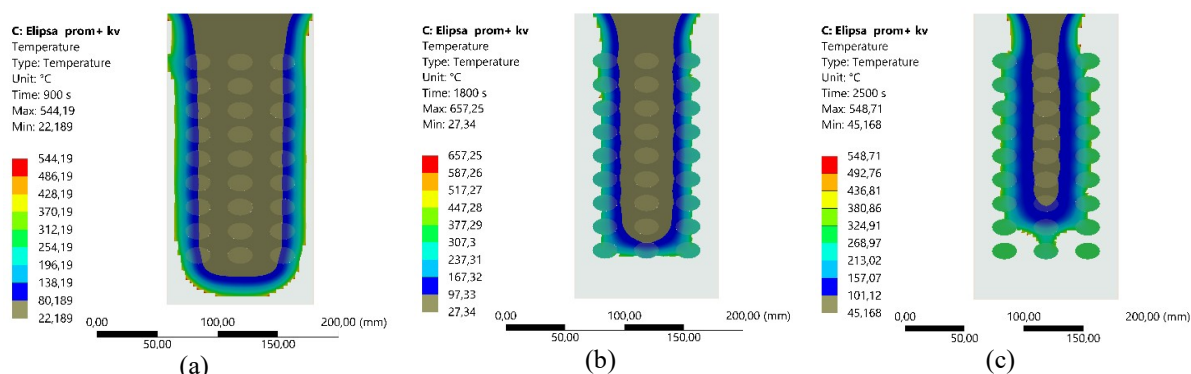 C: Elipsa prom+ kv
Temperature
Type: Temperature
Unit: °C
Time: 900 s
Max: 544,19
Min: 22,189
544,19
486,19
428,19
370,19
312,19
254,19
196,19
138,19
80,189
22,189
0,00 100,00 200,00 (mm)
50,00 150,00
(a)
C: Elipsa prom+ kv
Temperature
Type: Temperature
Unit: °C
Time: 1800 s
Max: 657,25
Min: 27,34
657,25
587,26
517,27
447,28
377,29
307,3
237,31
167,32
97,33
27,34
0,00 100,00 200,00 (mm)
50,00 150,00
(b)
C: Elipsa prom+ kv
Temperature
Type: Temperature
Unit: °C
Time: 2500 s
Max: 548,71
Min: 45,168
548,71
492,76
436,81
380,86
324,91
268,97
213,02
157,07
101,12
45,168
0,00 100,00 200,00 (mm)
50,00 150,00
(c)